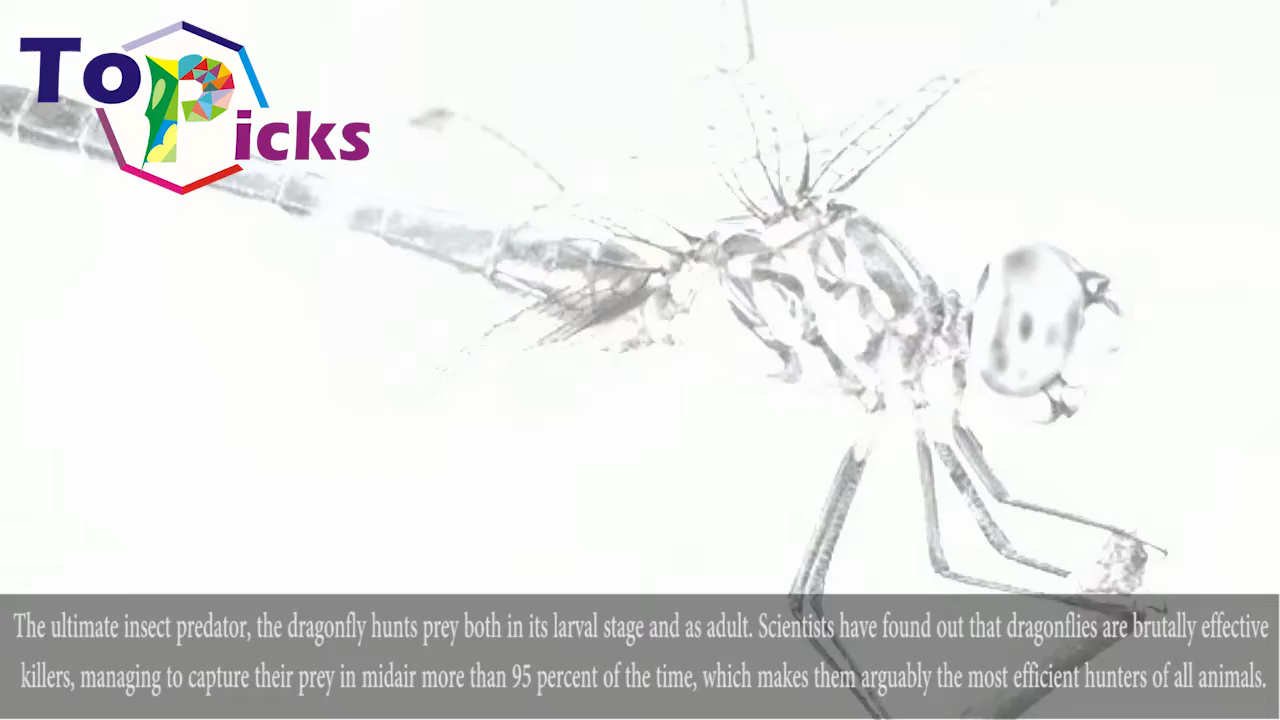 ToPicks
The ultimate insect predator, the dragonfly hunts prey both in its larval stage and as adult. Scientists have found out that dragonflies are brutally effective
killers, managing to capture their prey in midair more than 95 percent of the time, which makes them arguably the most efficient hunters of all animals.